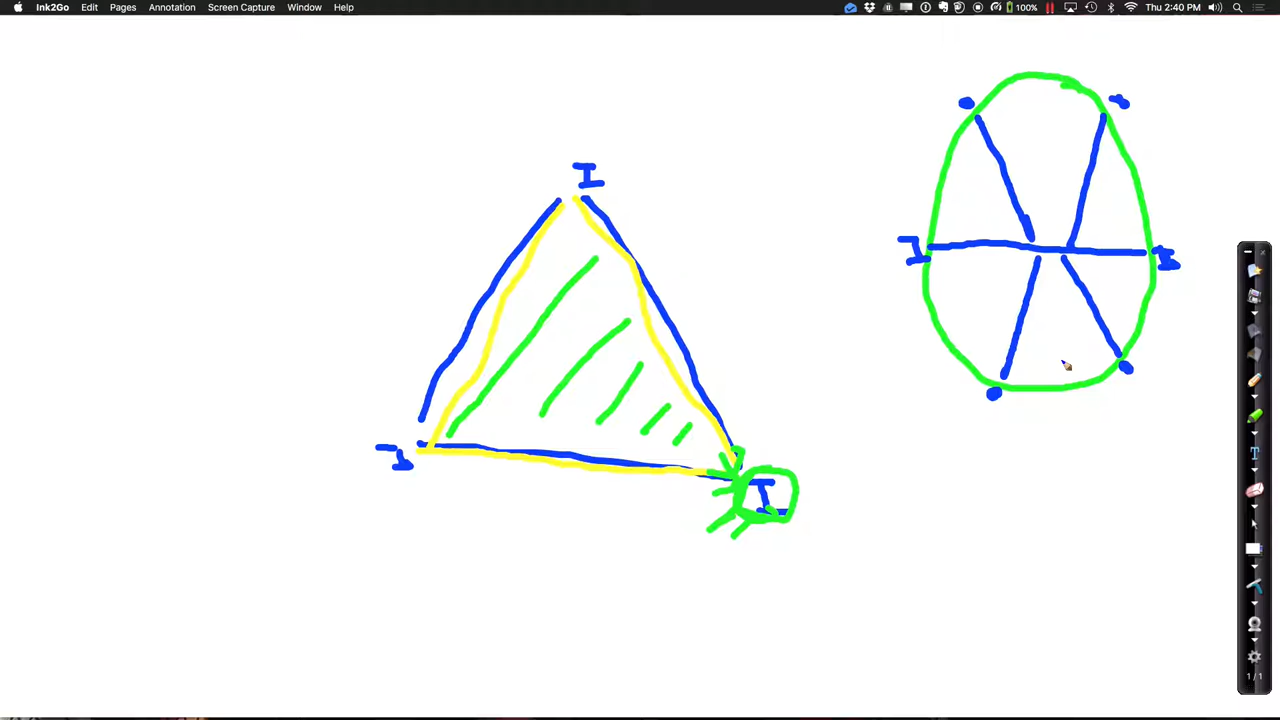 Ink2Go Edit Pages Annotation Screen Capture Window Help 100% Thu 2:40 PM
I
I
I
I
I
T
1 / 1